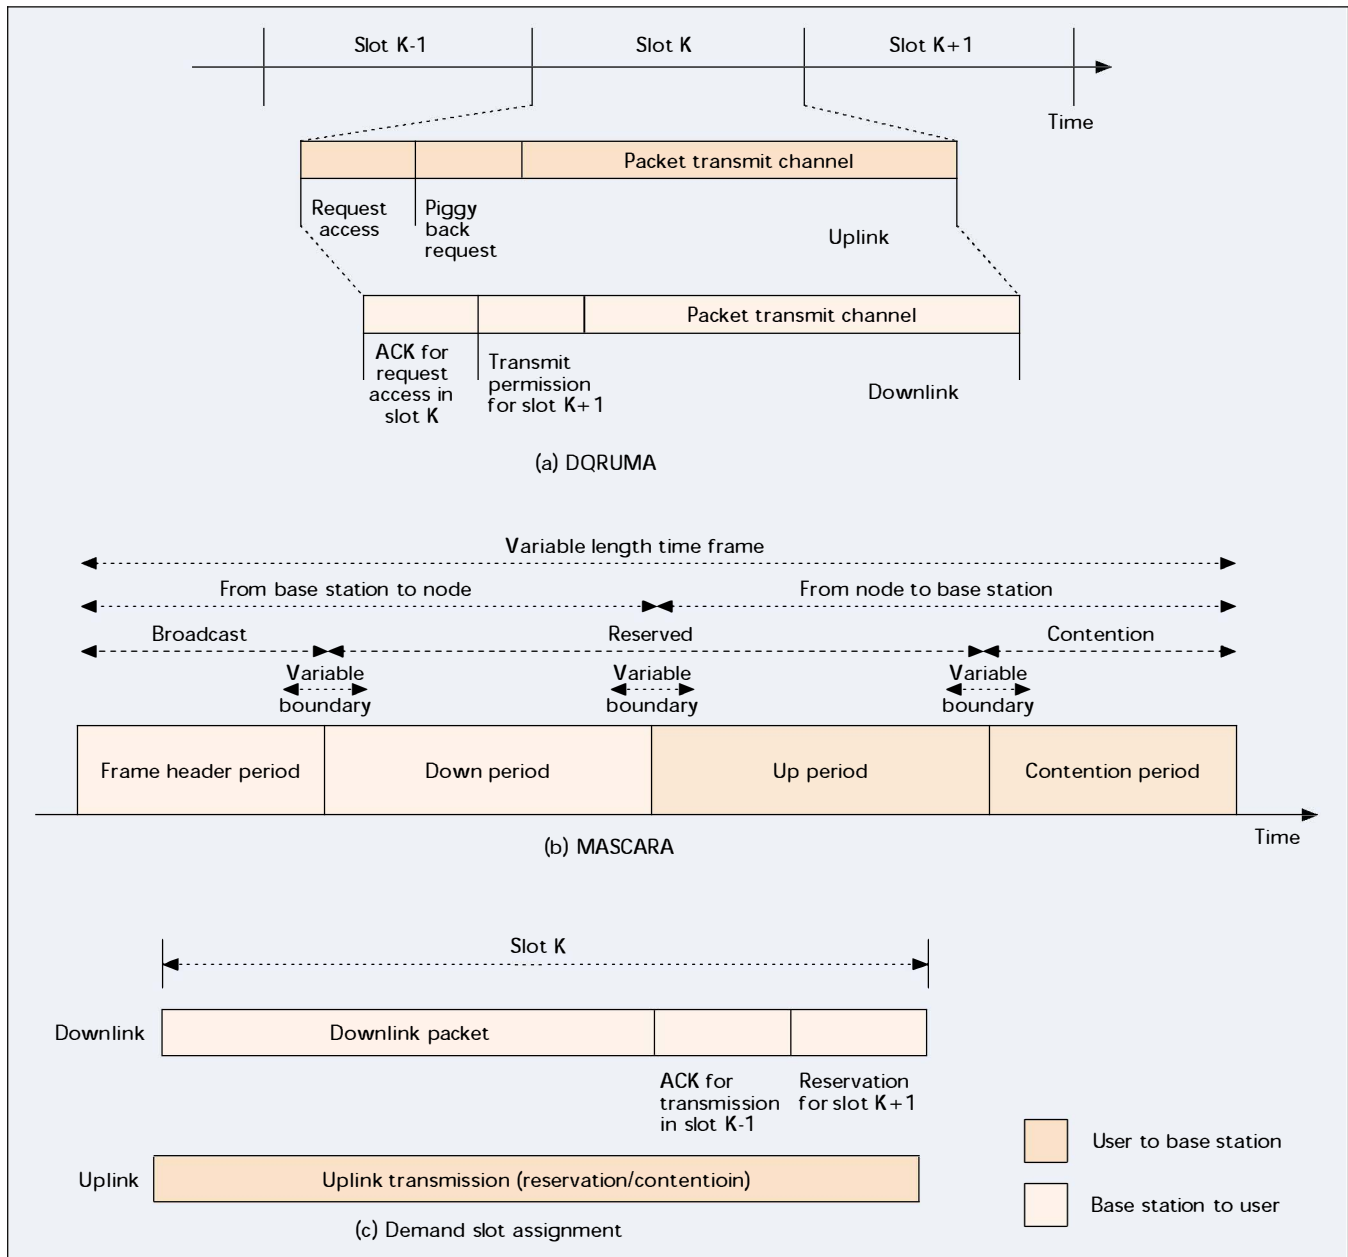 Slot K-1
Slot K
Slot K+1
Time
Packet transmit channel
Request
access
Piggy
back
request
Uplink
Packet transmit channel
ACK for
request
access in
slot K
Transmit
permission
for slot K+1
Downlink
(a) DQRUMA
Variable length time frame
From base station to node
From node to base station
Broadcast
Reserved
Contention
Variable
boundary
Variable
boundary
Variable
boundary
Frame header period
Down period
Up period
Contention period
Time
(b) MASCARA
Slot K
Downlink
Downlink packet
ACK for
transmission
in slot K-1
Reservation
for slot K+1
Uplink
Uplink transmission (reservation/contentioin)
User to base station
Base station to user
(c) Demand slot assignment